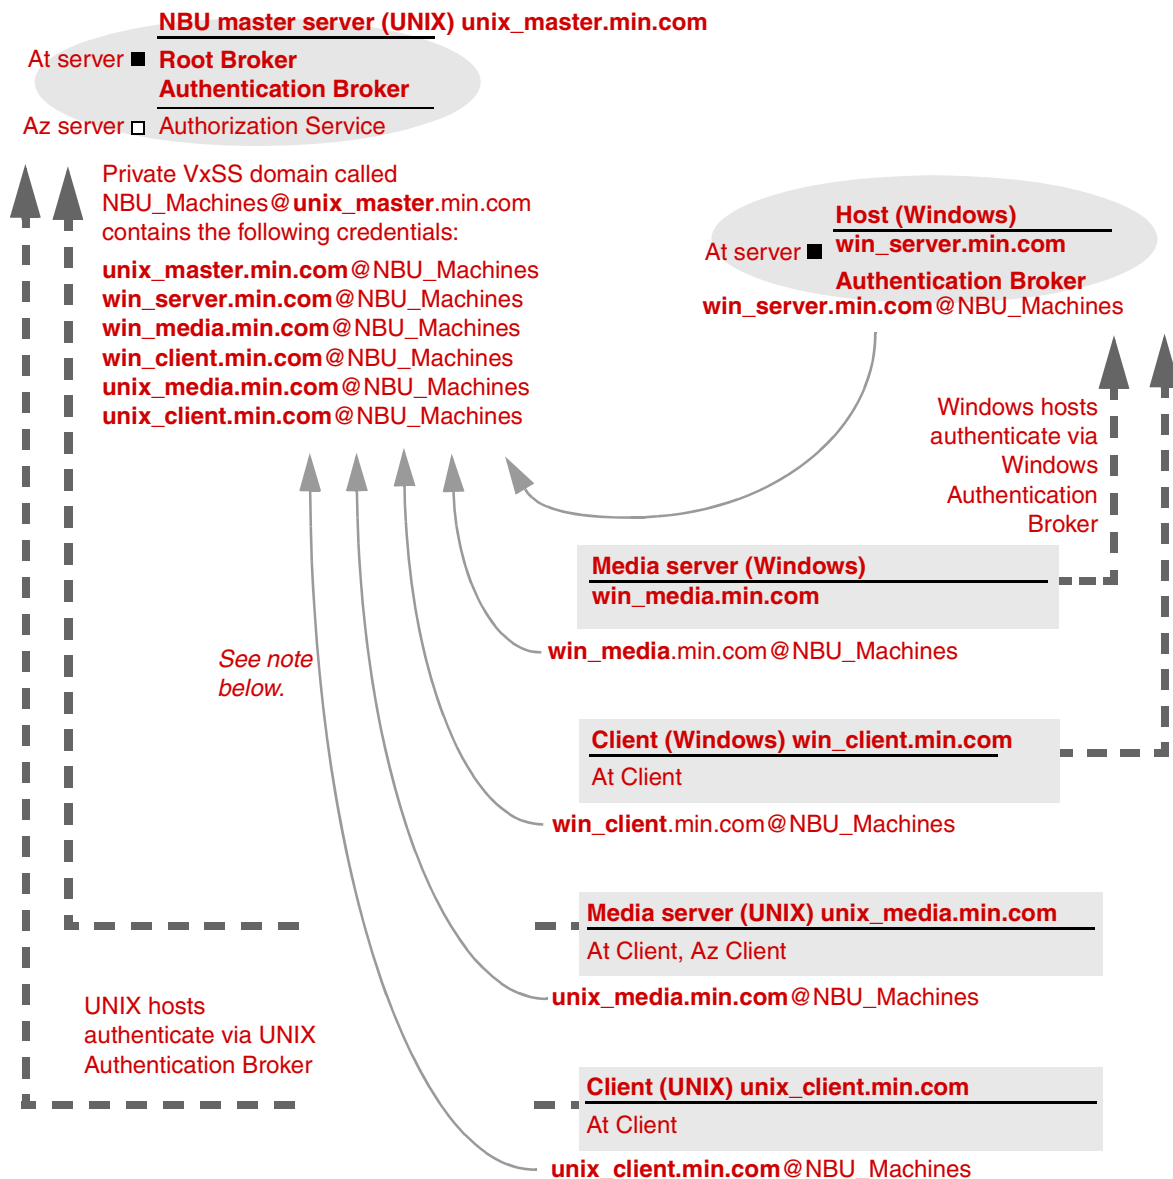 NBU master server (UNIX) unix_master.min.com
At server Root Broker
Authentication Broker
Az server Authorization Service
Private VxSS domain called
NBU_Machines@unix_master.min.com
contains the following credentials:
unix_master.min.com@NBU_Machines
win_server.min.com@NBU_Machines
win_media.min.com@NBU_Machines
win_client.min.com@NBU_Machines
unix_media.min.com@NBU_Machines
unix_client.min.com@NBU_Machines
Host (Windows)
At server win_server.min.com
Authentication Broker
win_server.min.com@NBU_Machines
Windows hosts
authenticate via
Windows
Authentication
Broker
Media server (Windows)
win_media.min.com
win_media.min.com@NBU_Machines
See note
below.
Client (Windows) win_client.min.com
At Client
win_client.min.com@NBU_Machines
Media server (UNIX) unix_media.min.com
At Client, Az Client
unix_media.min.com@NBU_Machines
UNIX hosts
authenticate via UNIX
Authentication Broker
Client (UNIX) unix_client.min.com
At Client
unix_client.min.com@NBU_Machines